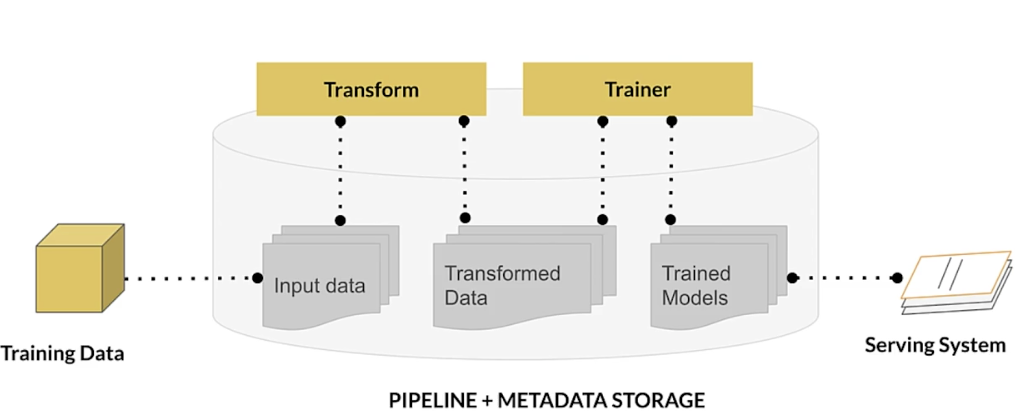 Transform
Trainer
Input data
Transformed
Data
Trained
Models
Training Data
Serving System
PIPELINE + METADATA STORAGE